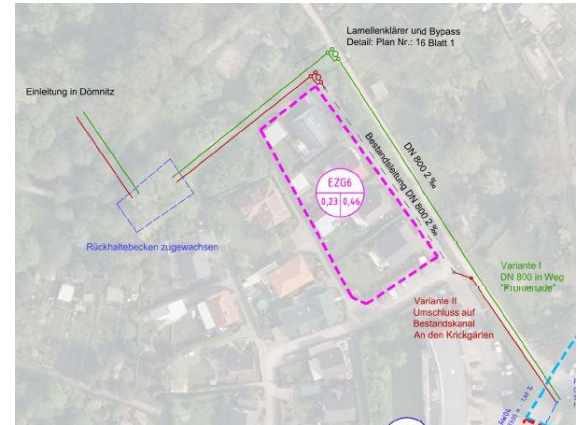 Lamellenklärer und Bypass
Detail: Plan Nr.: 16 Blatt 1
Einleitung in Dömnitz
DN 800 2 ‰
Bestandsleitung DN 800 2 ‰
EZG6
0,23 0,46
Rückhaltebecken zugewachsen
Variante I
DN 800 in Weg
"Prumenade"
Variante II
Umschluss auf
Bestandskanal
An den Krickgärten